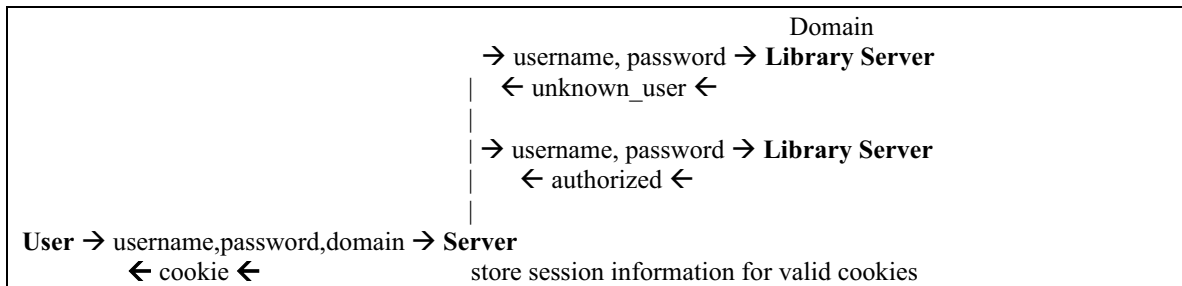 Domain
→ username, password → Library Server
| ← unknown_user ←
|
| → username, password → Library Server
| ← authorized ←
|
User → username,password,domain → Server
← cookie ← store session information for valid cookies